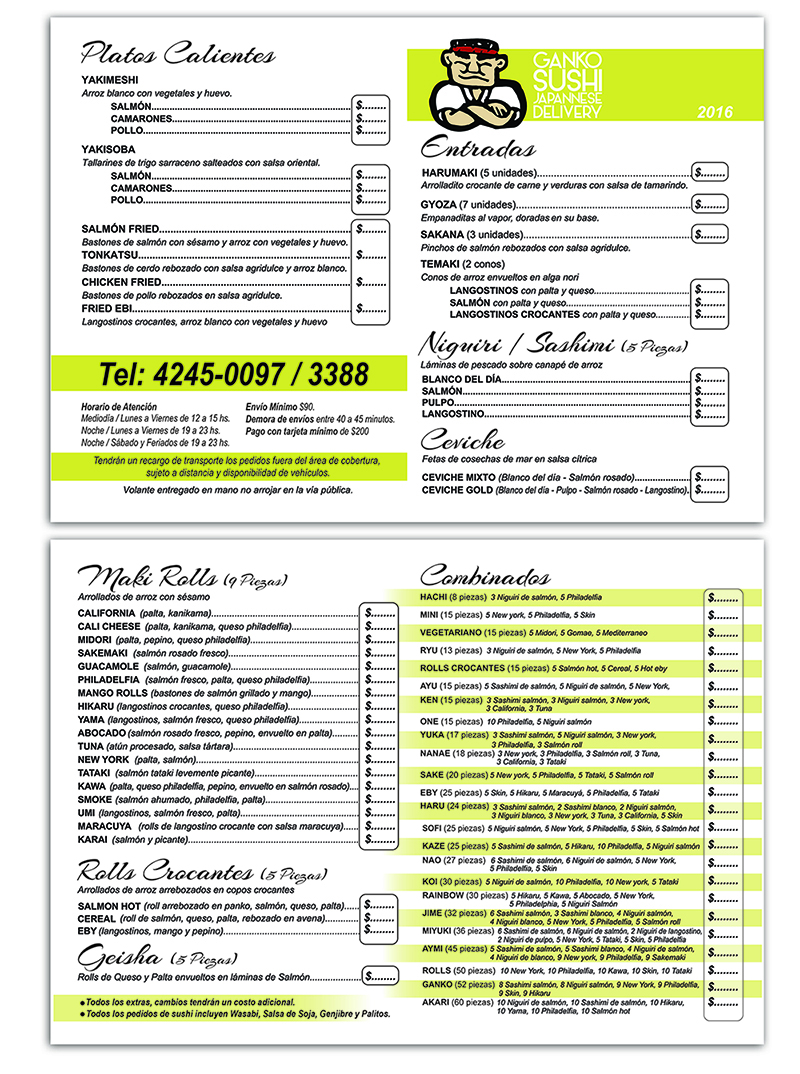 Platos Calientes
YAKIMESHI
Arroz blanco con vegetales y huevo.
SALMÓN........ $........
CAMARONES........ $........
POLLO........ $........
YAKISOBA
Tallarines de trigo sarraceno salteados con salsa oriental.
SALMÓN........ $........
CAMARONES........ $........
POLLO........ $........
SALMÓN FRIED........ $........
Bastones de salmón con sésamo y arroz con vegetales y huevo.
TONKATSU........ $........
Bastones de cerdo rebozado con salsa agridulce y arroz blanco.
CHICKEN FRIED........ $........
Bastones de pollo rebozados en salsa agridulce.
FRIED EBI........ $........
Langostinos crocantes, arroz blanco con vegetales y huevo
Tel: 4245-0097 / 3388
Horario de Atención
Mediodía / Lunes a Viernes de 12 a 15 hs.
Noche / Lunes a Viernes de 19 a 23 hs.
Noche / Sábado y Feriados de 19 a 23 hs.
Envío Mínimo $90.
Demora de envíos entre 40 a 45 minutos.
Pago con tarjeta mínimo de $200
Tendrán un recargo de transporte los pedidos fuera del área de cobertura,
sujeto a distancia y disponibilidad de vehículos.
Volante entregado en mano no arrojar en la vía pública.
GANKO
SUSHI
JAPANNESE
DELIVERY
2016
Entradas
HARUMAKI (5 unidades)........ $........
Arrolladito crocante de carne y verduras con salsa de tamarindo.
GYOZA (7 unidades)........ $........
Empanaditas al vapor, doradas en su base.
SAKANA (3 unidades)........ $........
Pinchos de salmón rebozados con salsa agridulce.
TEMAKI (2 conos)
Conos de arroz envueltos en alga nori
LANGOSTINOS con palta y queso........ $........
SALMÓN con palta y queso........ $........
LANGOSTINOS CROCANTES con palta y queso........ $........
Niguiri / Sashimi (5 Piezas)
Láminas de pescado sobre canapé de arroz
BLANCO DEL DÍA........ $........
SALMÓN........ $........
PULPO........ $........
LANGOSTINO........ $........
Ceviche
Fetas de cosechas de mar en salsa cítrica
CEVICHE MIXTO (Blanco del día - Salmón rosado)........ $........
CEVICHE GOLD (Blanco del día - Pulpo - Salmón rosado - Langostino). $........
Maki Rolls (9 Piezas)
Arrollados de arroz con sésamo
CALIFORNIA (palta, kanikama)........ $........
CALI CHEESE (palta, kanikama, queso philadelfia)........ $........
MIDORI (palta, pepino, queso philadelfia)........ $........
SAKEMAKI (salmón rosado fresco)........ $........
GUACAMOLE (salmón, guacamole)........ $........
PHILADELFIA (salmón fresco, palta, queso philadelfia)........ $........
MANGO ROLLS (bastones de salmón grillado y mango)........ $........
HIKARU (langostinos crocantes, queso philadelfia)........ $........
YAMA (langostinos, salmón fresco, queso philadelfia)........ $........
ABOCADO (salmón rosado fresco, pepino, envuelto en palta)........ $........
TUNA (atún procesado, salsa tártara)........ $........
NEW YORK (palta, salmón)........ $........
TATAKI (salmón tataki levemente picante)........ $........
KAWA (palta, queso philadelfia, pepino, envuelto en salmón rosado)... $........
SMOKE (salmón ahumado, philadelfia, palta)........ $........
UMI (langostinos, salmón fresco, palta)........ $........
MARACUYA (rolls de langostino crocante con salsa maracuya)..... $........
KARAI (salmón y picante)........ $........
Rolls Crocantes (5 Piezas)
Arrollados de arroz arrebozados en copos crocantes
SALMON HOT (roll arrebozado en panko, salmón, queso, palta)..... $........
CEREAL (roll de salmón, queso, palta, rebozado en avena)........ $........
EBY (langostinos, mango y pepino)........ $........
Geisha (5 Piezas)
Rolls de Queso y Palta envueltos en láminas de Salmón........ $........
●Todos los extras, cambios tendrán un costo adicional.
●Todos los pedidos de sushi incluyen Wasabi, Salsa de Soja, Genjibre y Palitos.
Combinados
HACHI (8 piezas) 3 Niguiri de salmón, 5 Philadelfia $........
MINI (15 piezas) 5 New york, 5 Philadelfia, 5 Skin $........
VEGETARIANO (15 piezas) 5 Midori, 5 Gomae, 5 Mediterraneo $........
RYU (13 piezas) 3 Niguiri salmón, 5 New York, 5 Philadelfia $........
ROLLS CROCANTES (15 piezas) 5 Salmón hot, 5 Cereal, 5 Hot eby $........
AYU (15 piezas) 5 Sashimi de salmón, 5 Niguiri de salmón, 5 New York, $........
KEN (15 piezas) 3 Sashimi salmón, 3 Niguiri salmón, 3 New york,
3 California, 3 Tuna $........
ONE (15 piezas) 10 Philadelfia, 5 Niguiri salmón $........
YUKA (17 piezas) 3 Sashimi salmón, 5 Niguiri salmón, 3 New york,
3 Philadelfia, 3 Salmón roll $........
NANAE (18 piezas) 3 New york, 3 Philadelfia, 3 Salmón roll, 3 Tuna,
3 California, 3 Tataki $........
SAKE (20 piezas) 5 New york, 5 Philadelfia, 5 Tataki, 5 Salmón roll $........
EBY (25 piezas) 5 Skin, 5 Hikaru, 5 Maracuyá, 5 Philadelfia, 5 Tataki $........
HARU (24 piezas) 3 Sashimi salmón, 2 Sashimi blanco, 2 Niguiri salmón,
3 Niguiri blanco, 3 New york, 3 Tuna, 3 California, 5 Skin $........
SOFI (25 piezas) 5 Niguiri salmón, 5 New York, 5 Philadelfia, 5 Skin, 5 Salmón hot $........
KAZE (25 piezas) 5 Sashimi salmón, 5 Hikaru, 10 Philadelfia, 5 Niguiri salmón $........
NAO (27 piezas) 6 Sashimi de salmón, 6 Niguiri de salmón, 5 New York,
5 Philadelfia, 5 Skin $........
KOI (30 piezas) 5 Niguiri de salmón, 10 Philadelfia, 10 New york, 5 Tataki $........
RAINBOW (30 piezas) 5 Hikaru, 5 Kawa, 5 Abocado, 5 New York,
5 Philadelphia, 5 Niguiri Salmón $........
JIME (32 piezas) 6 Sashimi salmón, 3 Sashimi blanco, 4 Niguiri salmón,
4 Niguiri blanco, 5 New York, 5 Philadelfia, 5 Salmón roll $........
MIYUKI (36 piezas) 6 Sashimi de salmón, 6 Niguiri de salmón, 2 Niguiri de langostino,
2 Niguiri de pulpo, 5 New York, 5 Tataki, 5 Skin, 5 Philadelfia $........
AYMI (45 piezas) 5 Sashimi salmón, 5 Sashimi blanco, 4 Niguiri de salmón,
4 Niguiri de blanco, 9 New york, 9 Philadelfia, 9 Sakemaki $........
ROLLS (50 piezas) 10 New York, 10 Philadelfia, 10 Kawa, 10 Skin, 10 Tataki $........
GANKO (52 piezas) 8 Sashimi salmón, 8 Niguiri salmón, 9 New York, 9 Philadelfia,
9 Skin, 9 Hikaru $........
AKARI (60 piezas) 10 Niguiri de salmón, 10 Sashimi de salmón, 10 Hikaru,
10 Yama, 10 Philadelfia, 10 Salmón hot $........